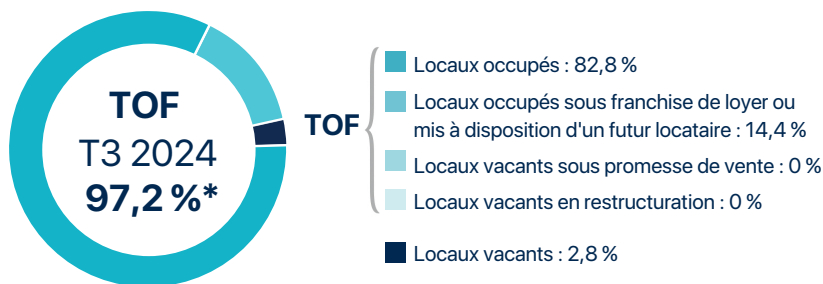 TOF
T3 2024
97,2 %*
TOF
Locaux occupés : 82,8 %
Locaux occupés sous franchise de loyer ou
mis à disposition d'un futur locataire : 14,4 %
Locaux vacants sous promesse de vente : 0 %
Locaux vacants en restructuration : 0 %
Locaux vacants : 2,8 %